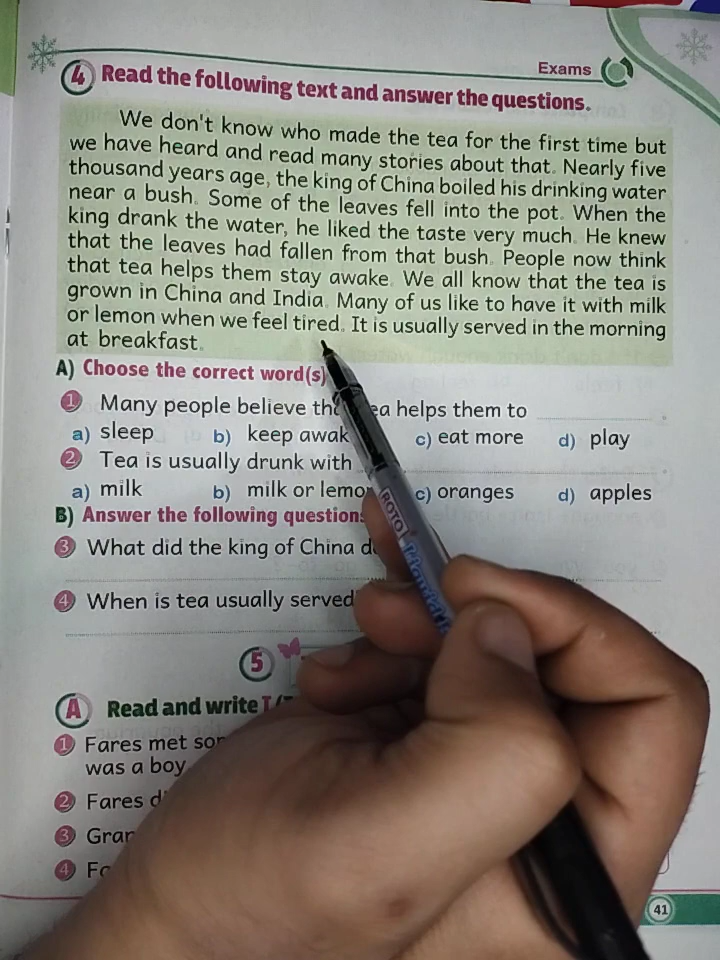 Exams
4 Read the following text and answer the questions.
We don't know who made the tea for the first time but
we have heard and read many stories about that. Nearly five
thousand years age, the king of China boiled his drinking water
near a bush. Some of the leaves fell into the pot. When the
king drank the water, he liked the taste very much. He knew
that the leaves had fallen from that bush. People now think
that tea helps them stay awake. We all know that the tea is
grown in China and India. Many of us like to have it with milk
or lemon when we feel tired. It is usually served in the morning
at breakfast.
A) Choose the correct word(s)
1 Many people believe tea helps them to
a) sleep b) keep c) eat more d) play
2 Tea is usually drunk with
a) milk b) milk or c) oranges d) apples
B) Answer the following
3 What did the king of China
4 When is tea usually served
5
A Read and write T
1 Fares met
was a boy
2 Fares
3
4
ROTO
41